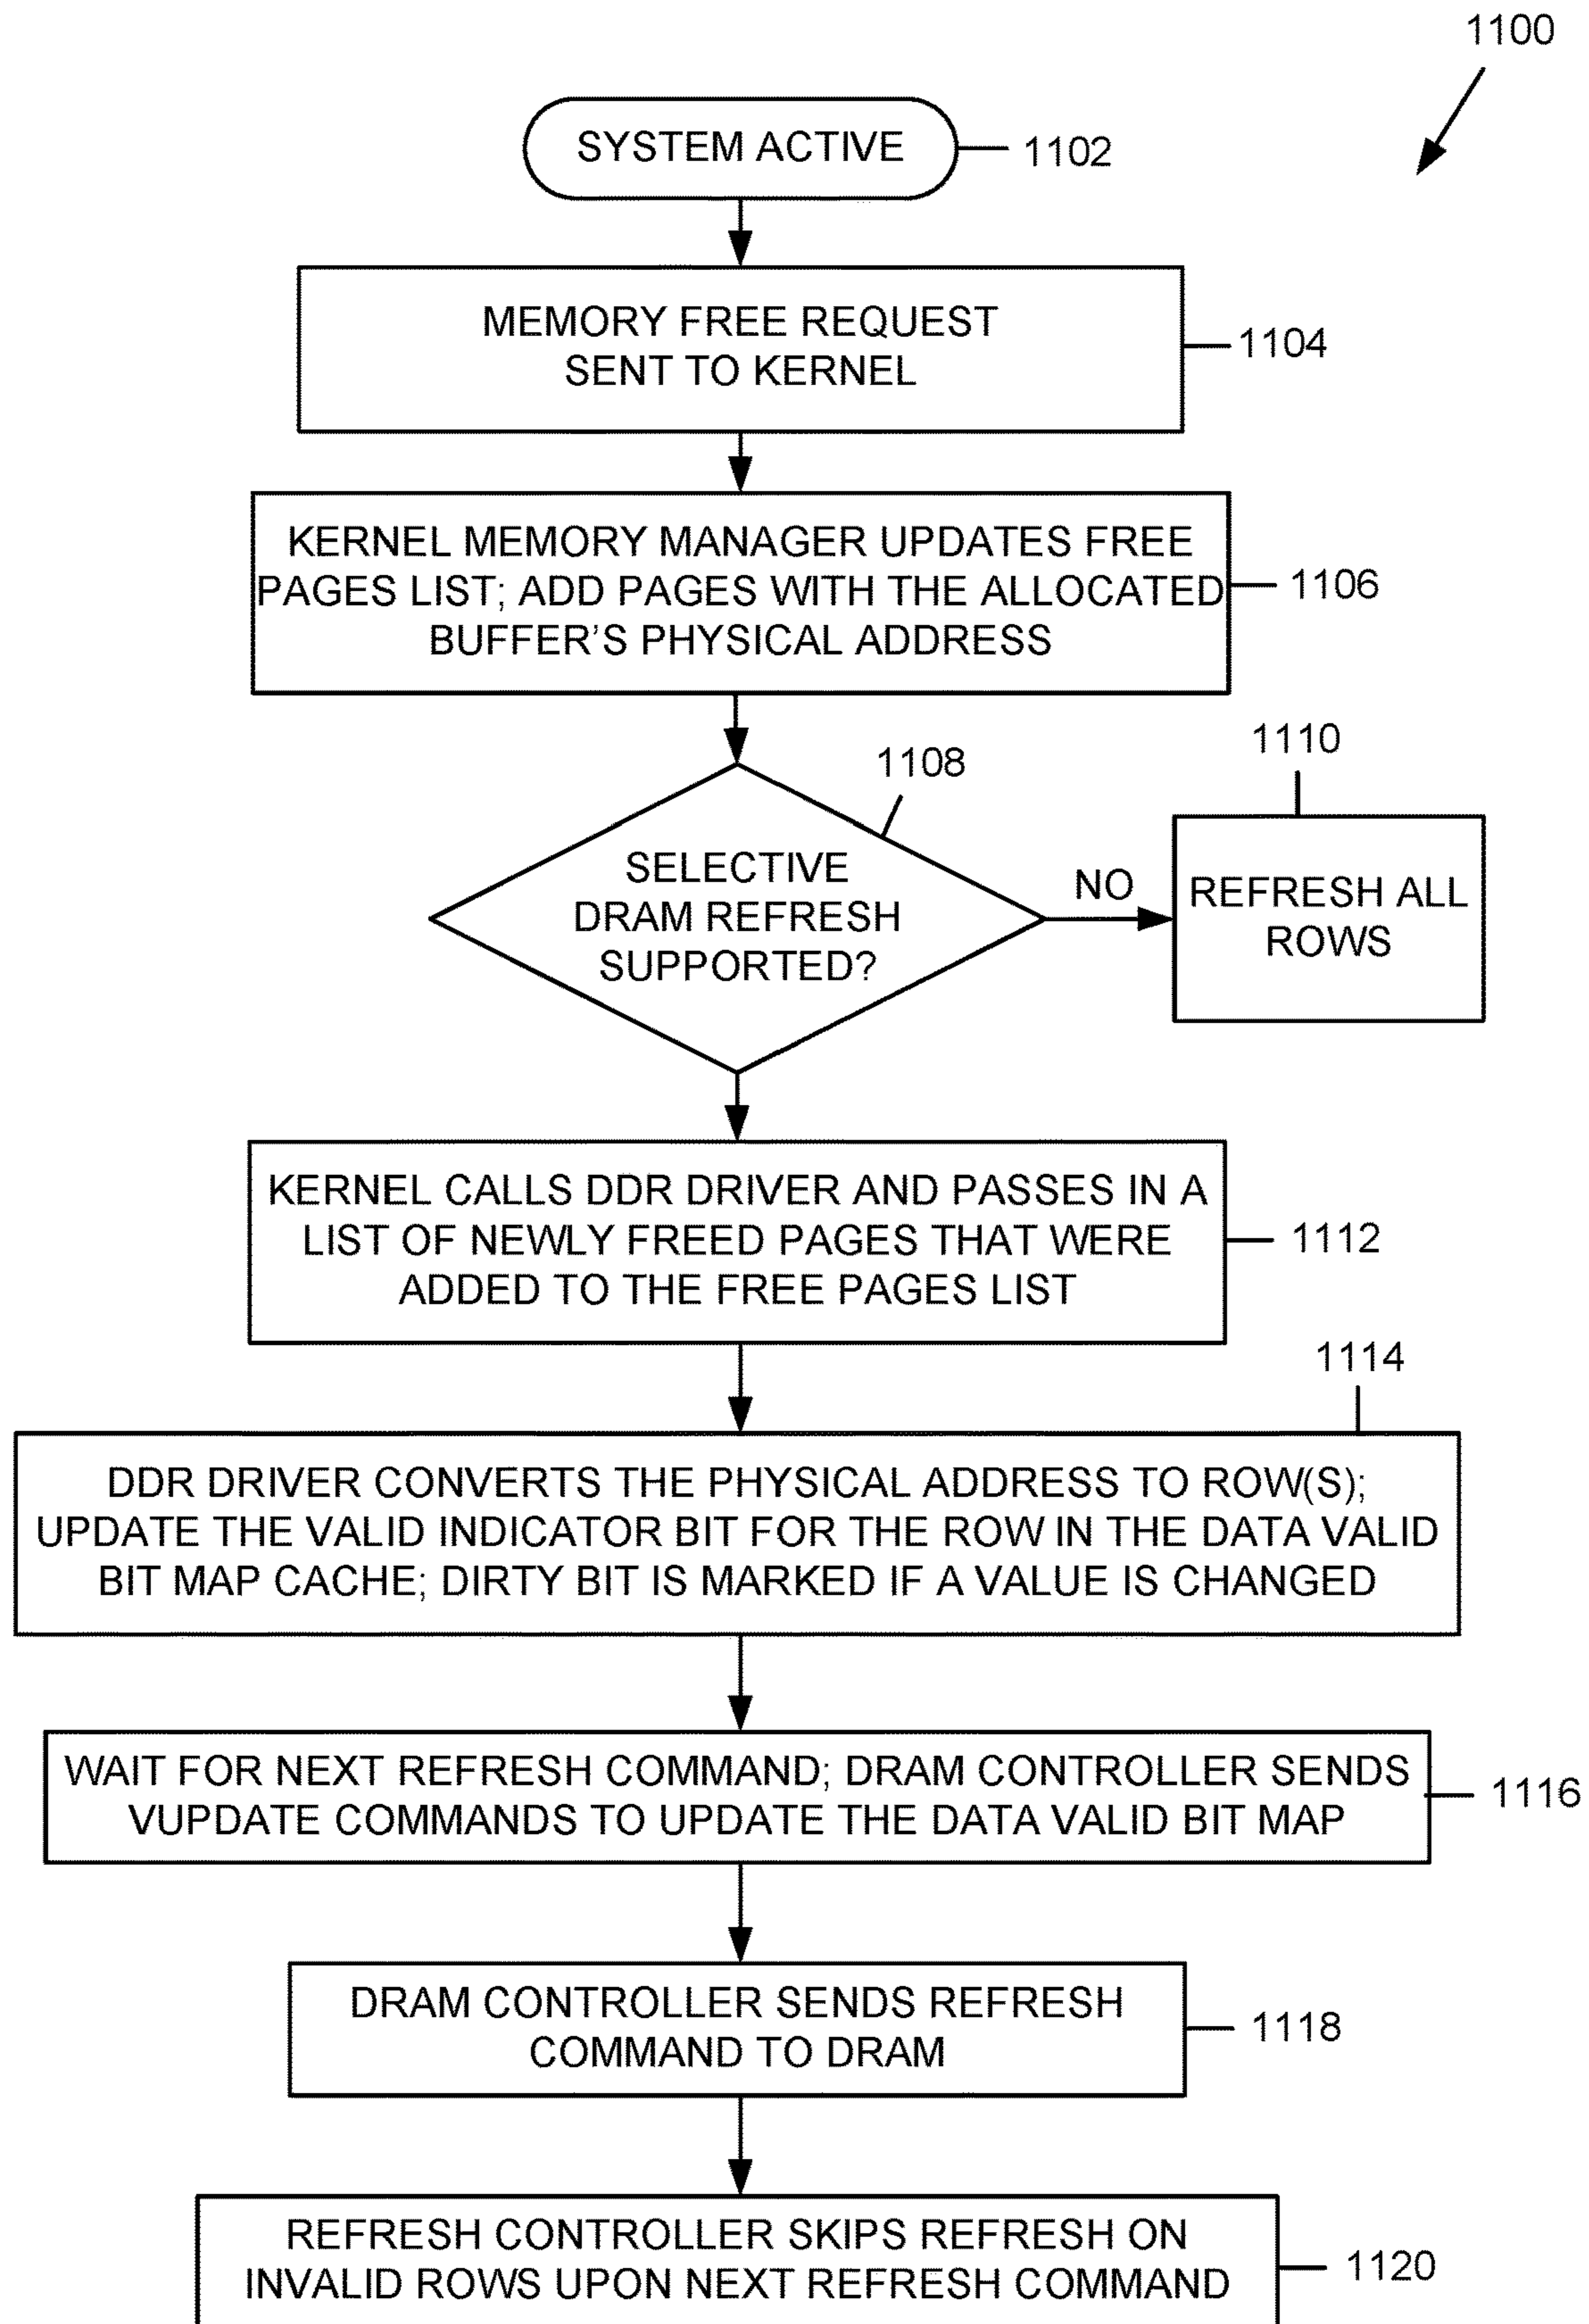 1100
SYSTEM ACTIVE
1102
MEMORY FREE REQUEST
SENT TO KERNEL
1104
KERNEL MEMORY MANAGER UPDATES FREE
PAGES LIST; ADD PAGES WITH THE ALLOCATED
BUFFER'S PHYSICAL ADDRESS
1106
1108
SELECTIVE
DRAM REFRESH
SUPPORTED?
NO
1110
REFRESH ALL
ROWS
KERNEL CALLS DDR DRIVER AND PASSES IN A
LIST OF NEWLY FREED PAGES THAT WERE
ADDED TO THE FREE PAGES LIST
1112
1114
DDR DRIVER CONVERTS THE PHYSICAL ADDRESS TO ROW(S);
UPDATE THE VALID INDICATOR BIT FOR THE ROW IN THE DATA VALID
BIT MAP CACHE; DIRTY BIT IS MARKED IF A VALUE IS CHANGED
WAIT FOR NEXT REFRESH COMMAND; DRAM CONTROLLER SENDS
VUPDATE COMMANDS TO UPDATE THE DATA VALID BIT MAP
1116
DRAM CONTROLLER SENDS REFRESH
COMMAND TO DRAM
1118
REFRESH CONTROLLER SKIPS REFRESH ON
INVALID ROWS UPON NEXT REFRESH COMMAND
1120